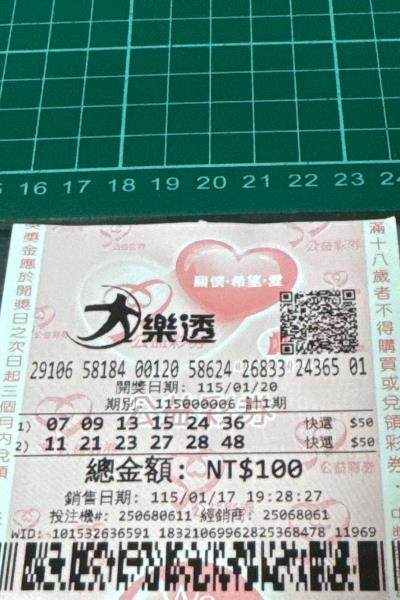 16 17 18 19 20 21 22 23
關懷·希望·愛
大樂透
29106 58184 00120 58624 26833 24365 01
開獎日期: 115/01/20
期別: 115000006 計1期
1) 07 09 13 15 24 36 快選 $50
2) 11 21 23 27 28 48 快選 $50
總金額: NT$100
銷售日期: 115/01/17 19:28:27
投注機#: 250680611 經銷商: 25068061
WID: 101532636591 18321069962825368478 11969
獎金應於開獎日之次日起三個月內兌領
滿十八歲者不得購買或兌領彩券
公益彩券